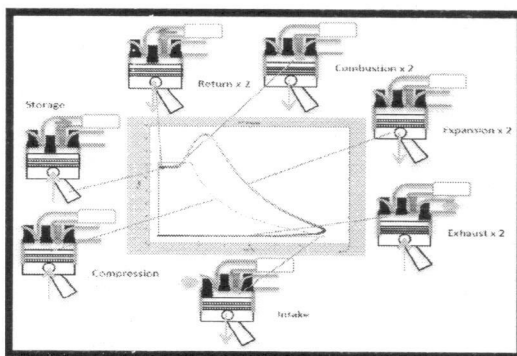 Return x 2
Combustion x 2
Storage
Expansion x 2
Compression
Exhaust x 2
Intake